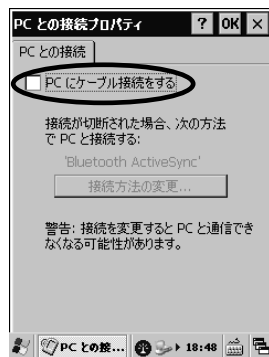 PC との接続プロパティ ? OK ×
PC との接続
PC にケーブル接続をする
接続が切断された場合、次の方法
で PC と接続する:
'Bluetooth ActiveSync'
接続方法の変更...
警告: 接続を変更すると PC と通信でき
なくなる可能性があります。
PC との接... 18:48